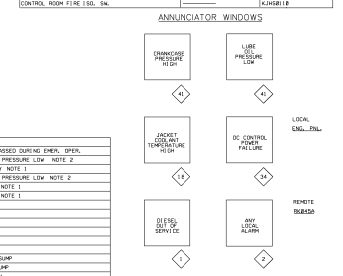 CONTROL ROOM FIRE ISO. SW.
KJHS0110
ANNUNCIATOR WINDOWS
CRANKCASE
PRESSURE
HIGH
LUBE
OIL
PRESSURE
LOW
41
41
JACKET
COOLANT
TEMPERATURE
HIGH
DC CONTROL
POWER
FAILURE
LOCAL
ENG. PNL.
18
34
DIESEL
OUT OF
SERVICE
ANY
LOCAL
ALARM
REMOTE
RK045A
1
2
ASSED DURING EMER. OPER.
PRESSURE LOW NOTE 2
NOTE 1
PRESSURE LOW NOTE 2
NOTE 1
NOTE 1
SUMP
UMP